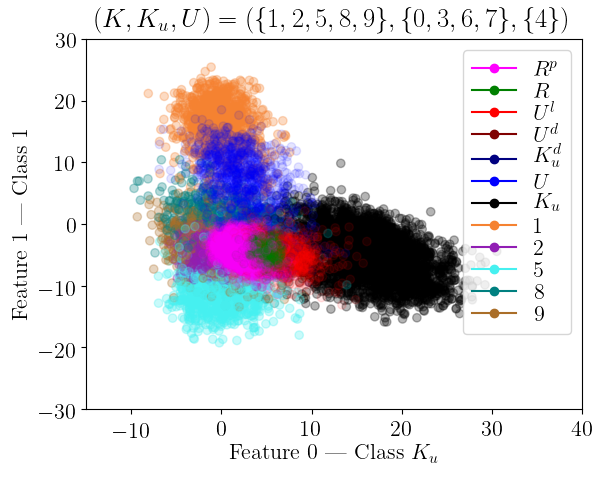 (K, K_u, U) = ({1, 2, 5, 8, 9}, {0, 3, 6, 7}, {4})
30
20
10
0
−10
−20
−30
Feature 1 — Class 1
−10 0 10 20 30 40
Feature 0 — Class K_u
R^p
R
U^l
U^d
K_u^d
U
K_u
1
2
5
8
9